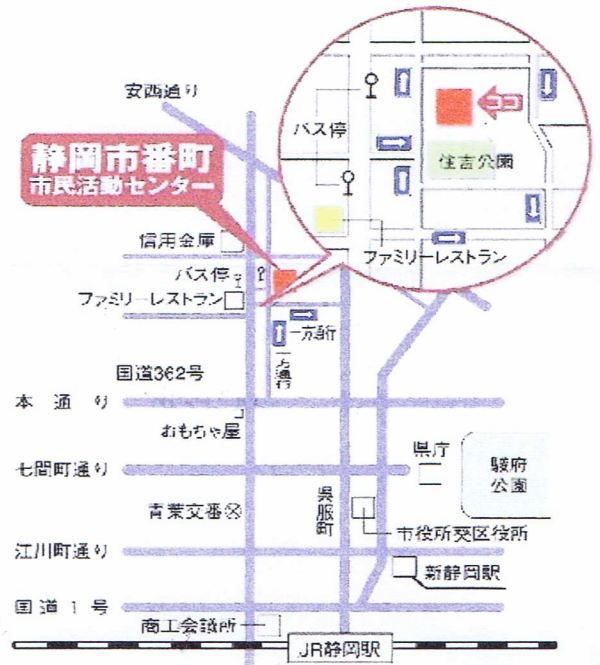 安西通り
静岡市番町
市民活動センター
ココ
バス停
住吉公園
ファミリーレストラン
信用金庫
バス停
ファミリーレストラン
一方通行
一方通行
国道362号
本通り
おもちゃ屋
七間町通り
県庁
駿府
公園
呉服町
青葉交番
市役所葵区役所
江川町通り
新静岡駅
国道1号
商工会議所
JR静岡駅